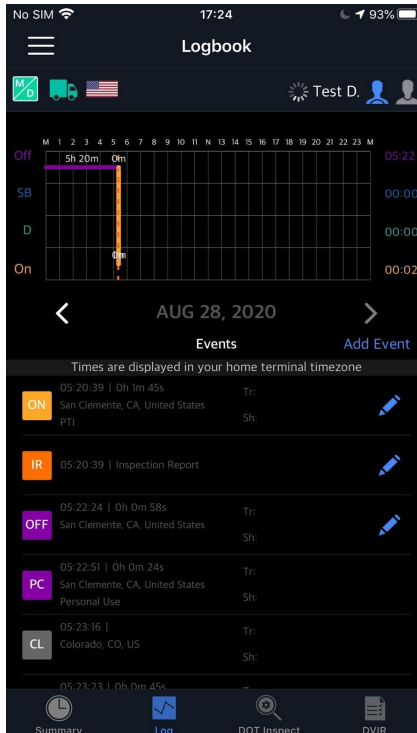 No SIM 17:24 93%
Logbook
M/D Test D.
M 1 2 3 4 5 6 7 8 9 10 11 N 13 14 15 16 17 18 19 20 21 22 23 M
Off 5h 20m 0m 05:22
SB 00:00
D 00:00
On 00:02
AUG 28, 2020
Events Add Event
Times are displayed in your home terminal timezone
05:20:39 | 0h 1m 45s Tr:
ON San Clemente, CA, United States
PTI Sh:
IR 05:20:39 | Inspection Report
05:22:24 | 0h 0m 58s Tr:
OFF San Clemente, CA, United States
Sh:
05:22:51 | 0h 0m 24s Tr:
PC San Clemente, CA, United States
Personal Use Sh:
05:23:16 | Tr:
CL Colorado, CO, US
Sh:
05:23:23 | 0h 0m 45s
Summary Log DOT Inspect DVIR